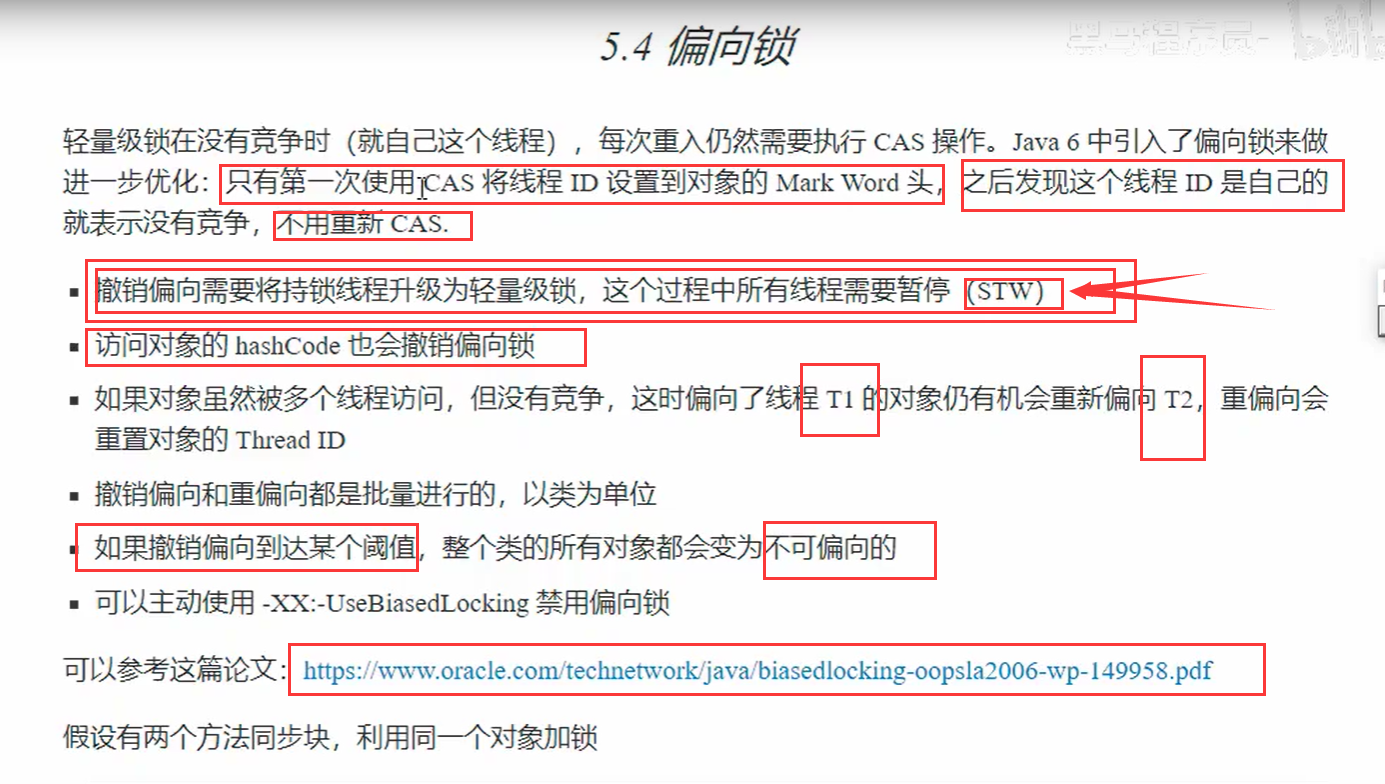 黑马程序员-
5.4 偏向锁
轻量级锁在没有竞争时（就自己这个线程），每次重入仍然需要执行 CAS 操作。Java 6 中引入了偏向锁来做
进一步优化：只有第一次使用 CAS 将线程 ID 设置到对象的 Mark Word 头，之后发现这个线程 ID 是自己的
就表示没有竞争，不用重新 CAS.
▪ 撤销偏向需要将持锁线程升级为轻量级锁，这个过程中所有线程需要暂停（STW）
▪ 访问对象的 hashCode 也会撤销偏向锁
▪ 如果对象虽然被多个线程访问，但没有竞争，这时偏向了线程 T1 的对象仍有机会重新偏向 T2，重偏向会
重置对象的 Thread ID
▪ 撤销偏向和重偏向都是批量进行的，以类为单位
▪ 如果撤销偏向到达某个阈值，整个类的所有对象都会变为不可偏向的
▪ 可以主动使用 -XX:-UseBiasedLocking 禁用偏向锁
可以参考这篇论文：https://www.oracle.com/technetwork/java/biasedlocking-oopsla2006-wp-149958.pdf
假设有两个方法同步块，利用同一个对象加锁